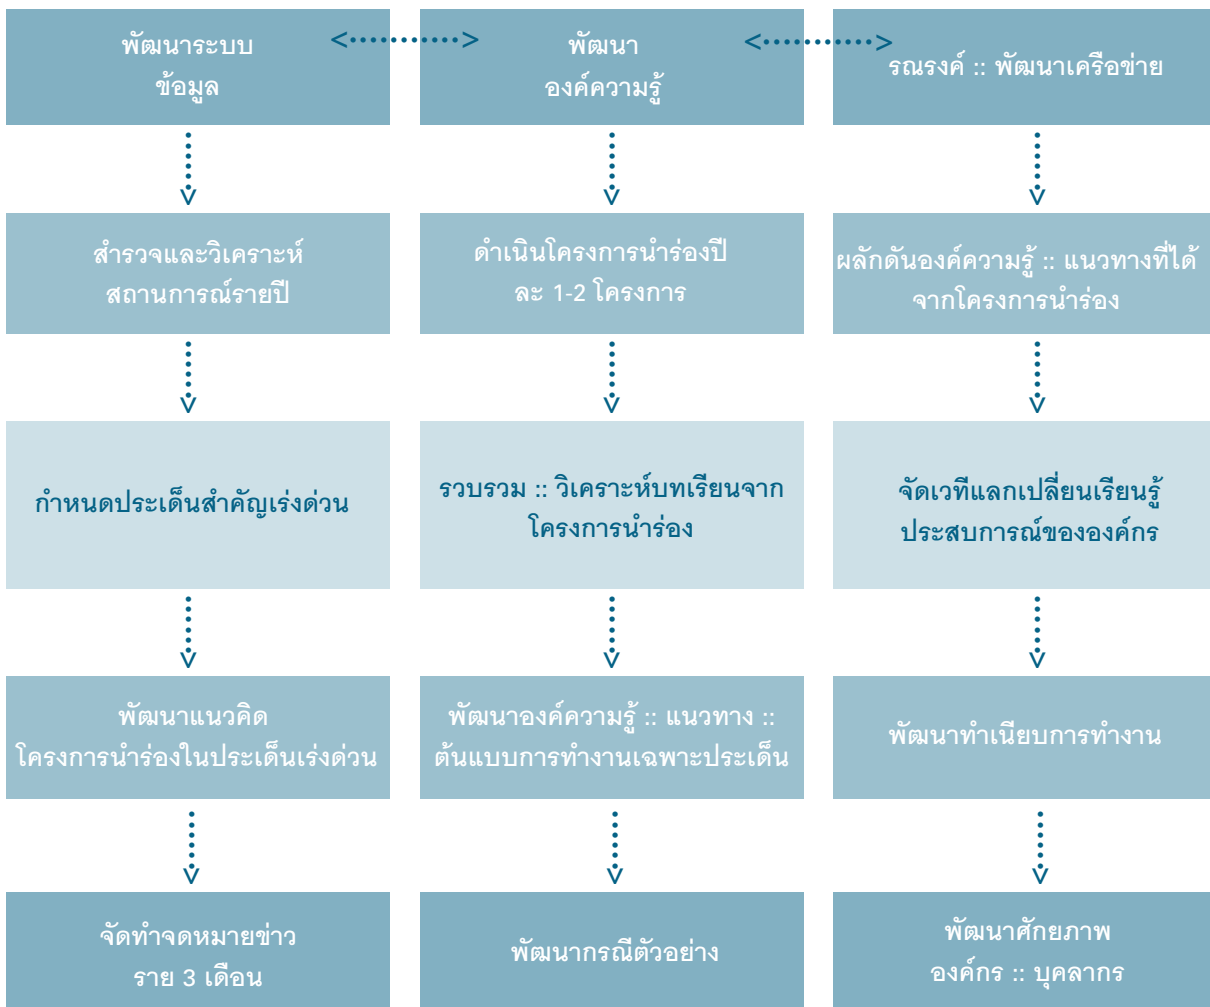 พัฒนาระบบ
ข้อมูล
พัฒนา
องค์ความรู้
รณรงค์ :: พัฒนาเครือข่าย
สำรวจและวิเคราะห์
สถานการณ์รายปี
ดำเนินโครงการนำร่องปี
ละ 1-2 โครงการ
ผลักดันองค์ความรู้ :: แนวทางที่ได้
จากโครงการนำร่อง
กำหนดประเด็นสำคัญเร่งด่วน
รวบรวม :: วิเคราะห์บทเรียนจาก
โครงการนำร่อง
จัดเวทีแลกเปลี่ยนเรียนรู้
ประสบการณ์ขององค์กร
พัฒนาแนวคิด
โครงการนำร่องในประเด็นเร่งด่วน
พัฒนาองค์ความรู้ :: แนวทาง ::
ต้นแบบการทำงานเฉพาะประเด็น
พัฒนาทำเนียบการทำงาน
จัดทำจดหมายข่าว
ราย 3 เดือน
พัฒนากรณีตัวอย่าง
พัฒนาศักยภาพ
องค์กร :: บุคลากร